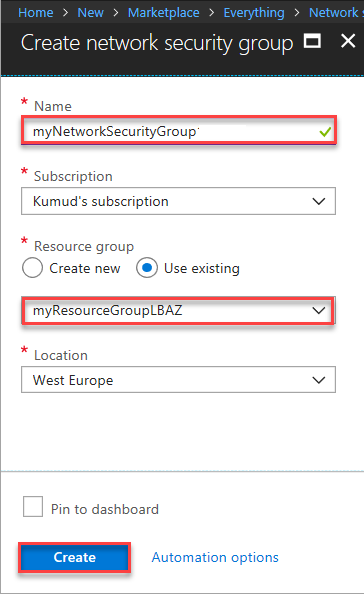 Home > New > Marketplace > Everything > Network s
Create network security group
* Name
myNetworkSecurityGroup
* Subscription
Kumud's subscription
* Resource group
Create new Use existing
myResourceGroupLBAZ
* Location
West Europe
Pin to dashboard
Create Automation options